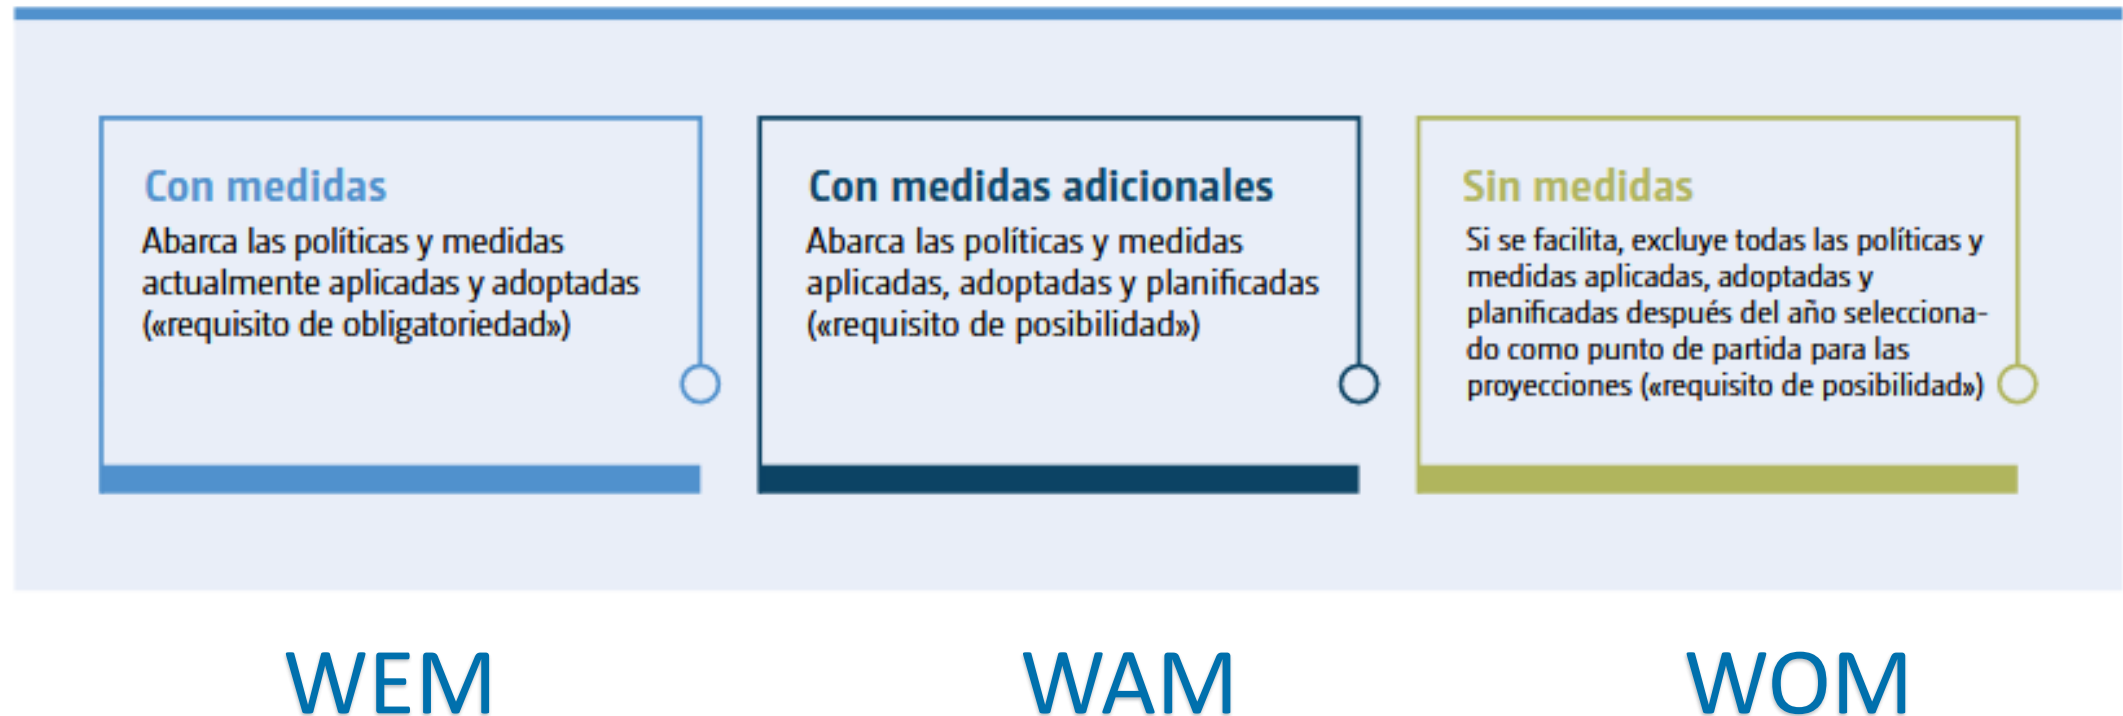 Con medidas
Abarca las políticas y medidas
actualmente aplicadas y adoptadas
(«requisito de obligatoriedad»)
Con medidas adicionales
Abarca las políticas y medidas
aplicadas, adoptadas y planificadas
(«requisito de posibilidad»)
Sin medidas
Si se facilita, excluye todas las políticas y
medidas aplicadas, adoptadas y
planificadas después del año selecciona-
do como punto de partida para las
proyecciones («requisito de posibilidad»)
WEM
WAM
WOM